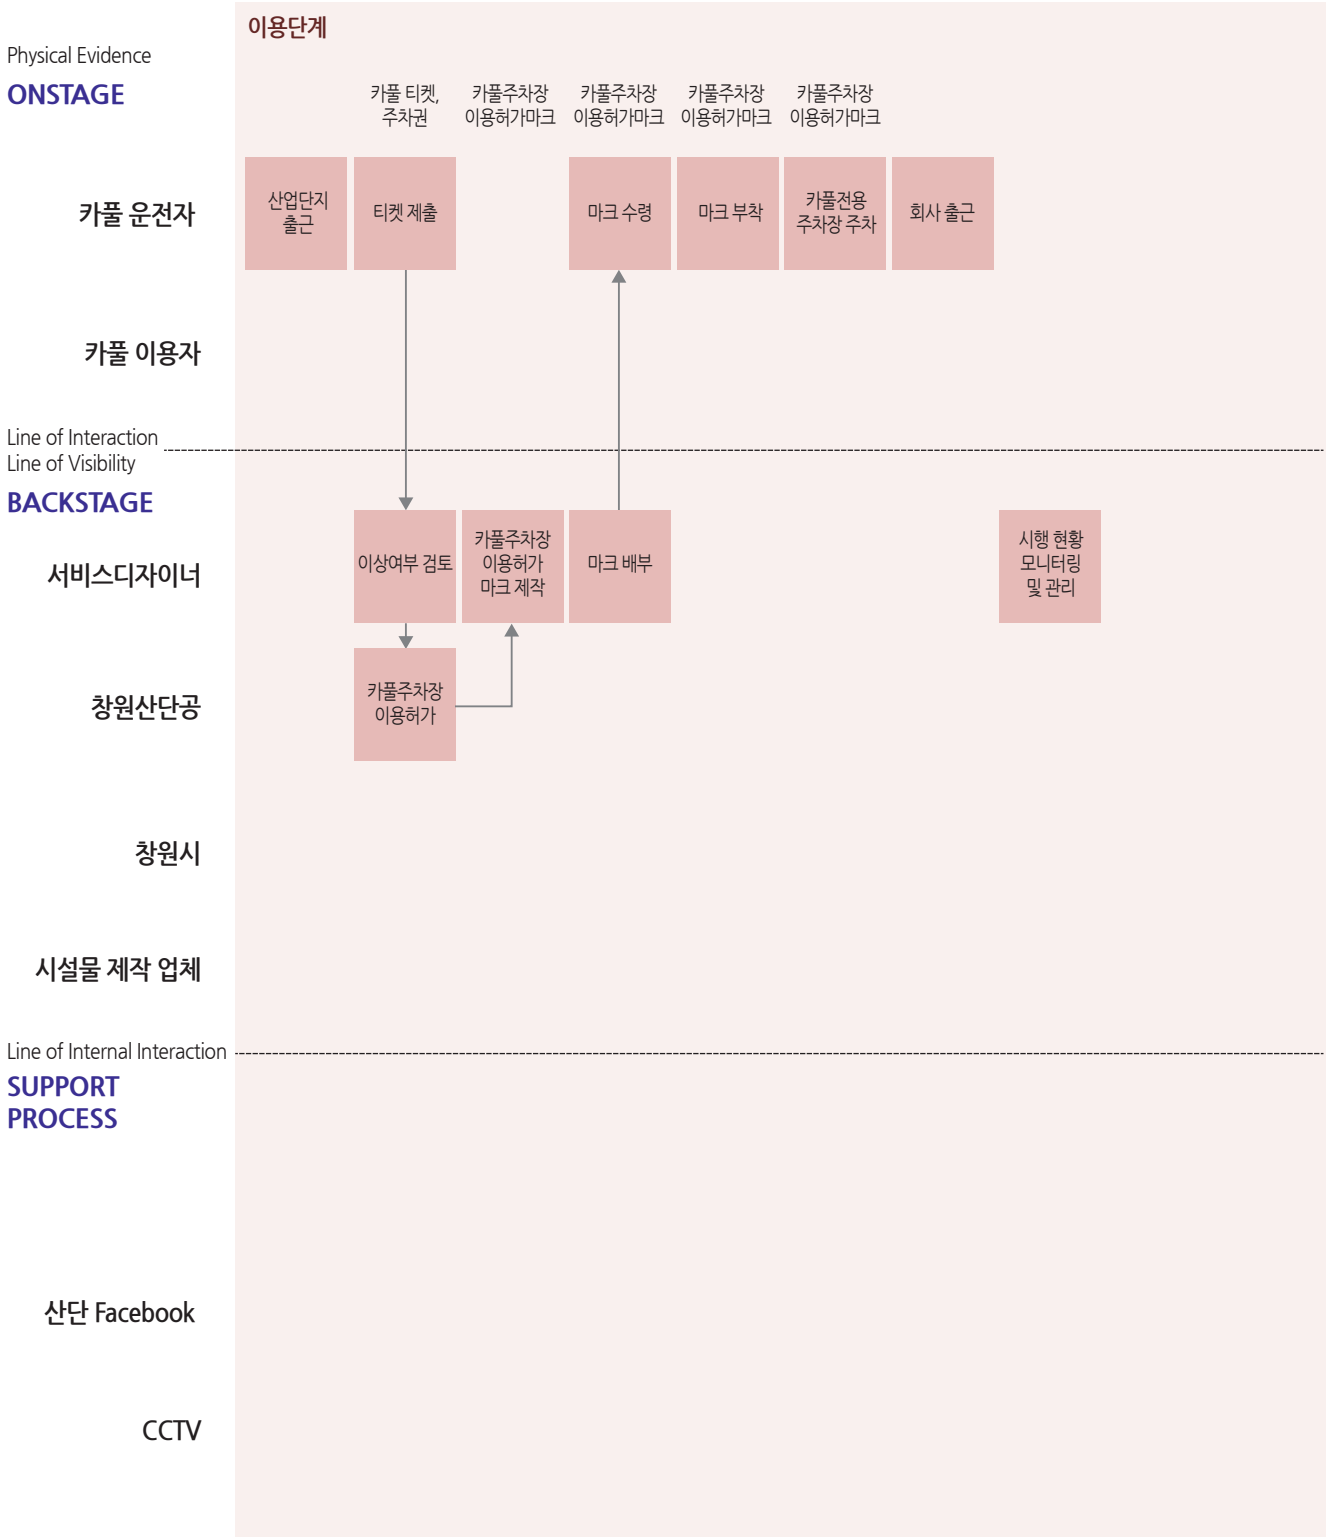 이용단계
Physical Evidence
ONSTAGE
카풀 티켓,
주차권
카풀주차장
이용허가마크
카풀주차장
이용허가마크
카풀주차장
이용허가마크
카풀주차장
이용허가마크
카풀 운전자
산업단지
출근
티켓 제출
마크 수령
마크 부착
카풀전용
주차장 주차
회사 출근
카풀 이용자
Line of Interaction
Line of Visibility
BACKSTAGE
서비스디자이너
이상여부 검토
카풀주차장
이용허가
마크 제작
마크 배부
시행 현황
모니터링
및 관리
창원산단공
카풀주차장
이용허가
창원시
시설물 제작 업체
Line of Internal Interaction
SUPPORT
PROCESS
산단 Facebook
CCTV